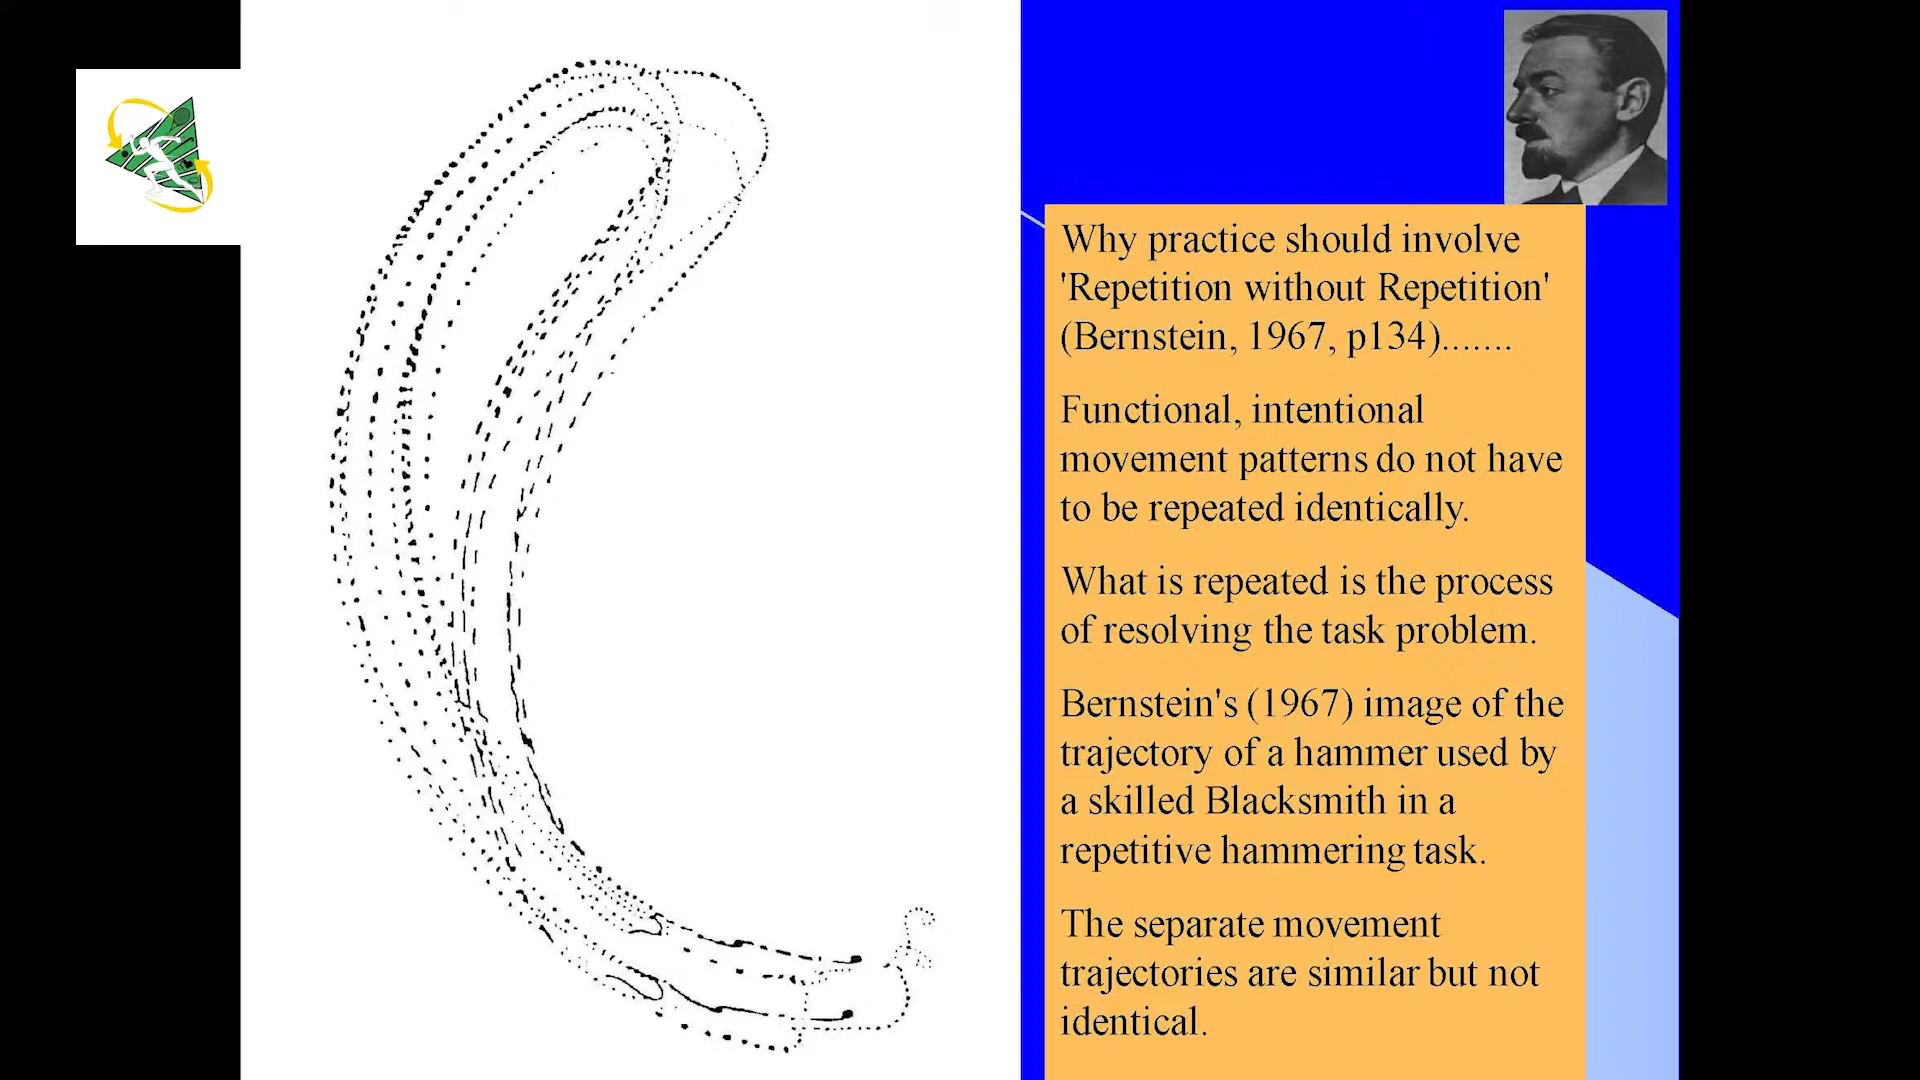 Why practice should involve
'Repetition without Repetition'
(Bernstein, 1967, p134).......
Functional, intentional
movement patterns do not have
to be repeated identically.
What is repeated is the process
of resolving the task problem.
Bernstein's (1967) image of the
trajectory of a hammer used by
a skilled Blacksmith in a
repetitive hammering task.
The separate movement
trajectories are similar but not
identical.